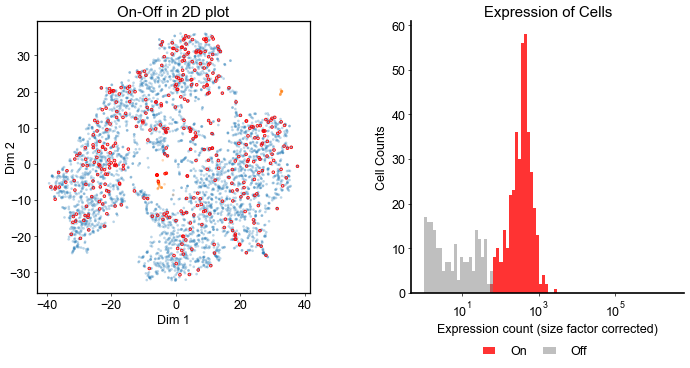 On-Off in 2D plot
Dim 2
30
20
10
0
−10
−20
−30
−40 −20 0 20 40
Dim 1
Expression of Cells
Cell Counts
60
50
40
30
20
10
0
10^1 10^3 10^5
Expression count (size factor corrected)
On Off